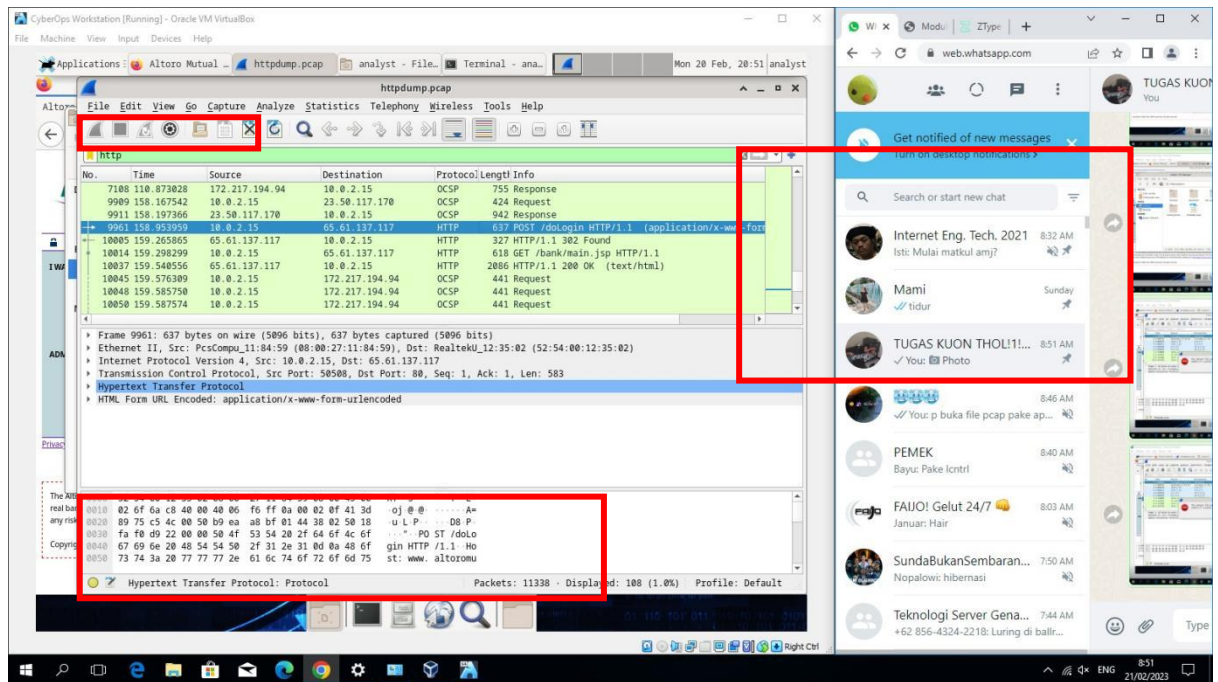 CyberOps Workstation [Running] - Oracle VM VirtualBox
File Machine View Input Devices Help
Applications Altoro Mutual httpdump.pcap analyst - File... Terminal - ana... Mon 20 Feb, 20:51 analyst
httpdump.pcap
File Edit View Go Capture Analyze Statistics Telephony Wireless Tools Help
http
No. Time Source Destination Protocol Length Info
7108 110.873028 172.217.194.94 10.0.2.15 OCSP 755 Response
9909 158.167542 10.0.2.15 23.50.117.170 OCSP 424 Request
9911 158.197366 23.50.117.170 10.0.2.15 OCSP 942 Response
9961 158.953959 10.0.2.15 65.61.137.117 HTTP 637 POST /doLogin HTTP/1.1 (application/x-www-form
10005 159.265865 65.61.137.117 10.0.2.15 HTTP 327 HTTP/1.1 302 Found
10014 159.298299 10.0.2.15 65.61.137.117 HTTP 618 GET /bank/main.jsp HTTP/1.1
10037 159.540556 65.61.137.117 10.0.2.15 HTTP 2086 HTTP/1.1 200 OK (text/html)
10045 159.576309 10.0.2.15 172.217.194.94 OCSP 441 Request
10048 159.585750 10.0.2.15 172.217.194.94 OCSP 441 Request
10050 159.587574 10.0.2.15 172.217.194.94 OCSP 441 Request
Frame 9961: 637 bytes on wire (5096 bits), 637 bytes captured (5096 bits)
Ethernet II, Src: PcsCompu_11:84:59 (08:00:27:11:84:59), Dst: RealtekU_12:35:02 (52:54:00:12:35:02)
Internet Protocol Version 4, Src: 10.0.2.15, Dst: 65.61.137.117
Transmission Control Protocol, Src Port: 50508, Dst Port: 80, Seq: 1, Ack: 1, Len: 583
Hypertext Transfer Protocol
HTML Form URL Encoded: application/x-www-form-urlencoded
0010 02 6f 6a c8 40 00 40 06 f6 ff 0a 00 02 0f 41 3d ·oj·@·@· ······A=
0020 89 75 c5 4c 00 50 b9 ea a8 bf 01 44 38 02 50 18 ·u·L·P·· ···D8·P·
0030 fa f0 d9 22 00 00 50 4f 53 54 20 2f 64 6f 4c 6f ···"··PO ST /doLo
0040 67 69 6e 20 48 54 54 50 2f 31 2e 31 0d 0a 48 6f gin HTTP /1.1··Ho
0050 73 74 3a 20 77 77 77 2e 61 6c 74 6f 72 6f 6d 75 st: www. altoromu
Hypertext Transfer Protocol: Protocol Packets: 11338 · Displayed: 108 (1.0%) Profile: Default
Right Ctrl
Modul ZType
web.whatsapp.com
TUGAS KUON
You
Get notified of new messages
Turn on desktop notifications >
Search or start new chat
Internet Eng. Tech. 2021 8:32 AM
Isti: Mulai matkul amj?
Mami Sunday
tidur
TUGAS KUON THOL!1!... 8:51 AM
You: Photo
8:46 AM
You: p buka file pcap pake ap...
PEMEK 8:40 AM
Bayu: Pake lcntrl
FAIJO! Gelut 24/7 8:03 AM
Januar: Hair
SundaBukanSembaran... 7:50 AM
Nopalowi: hibernasi
Teknologi Server Gena... 7:44 AM
+62 856-4324-2218: Luring di ballr...
Type
ENG 8:51
21/02/2023